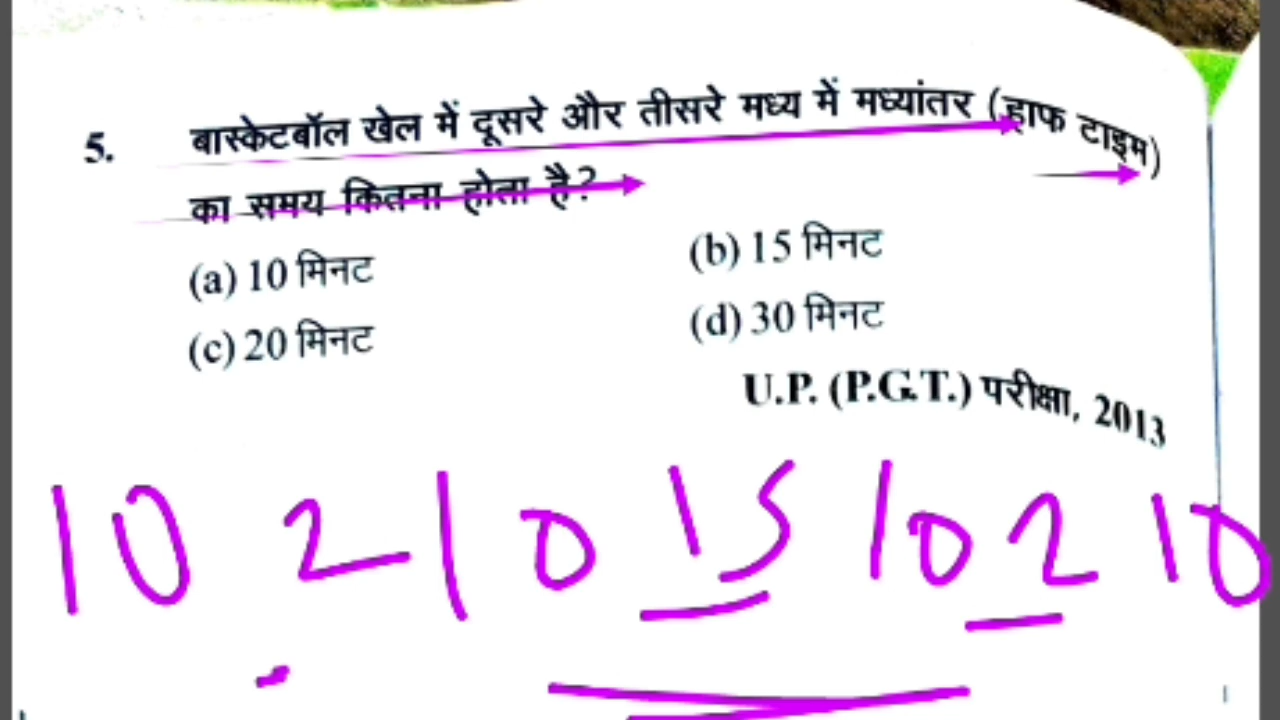 5. बास्केटबॉल खेल में दूसरे और तीसरे मध्य में मध्यांतर (हाफ टाइम)
का समय कितना होता है?
(a) 10 मिनट (b) 15 मिनट
(c) 20 मिनट (d) 30 मिनट
U.P. (P.G.T.) परीक्षा, 2013
10 2 10 15 10 2 10